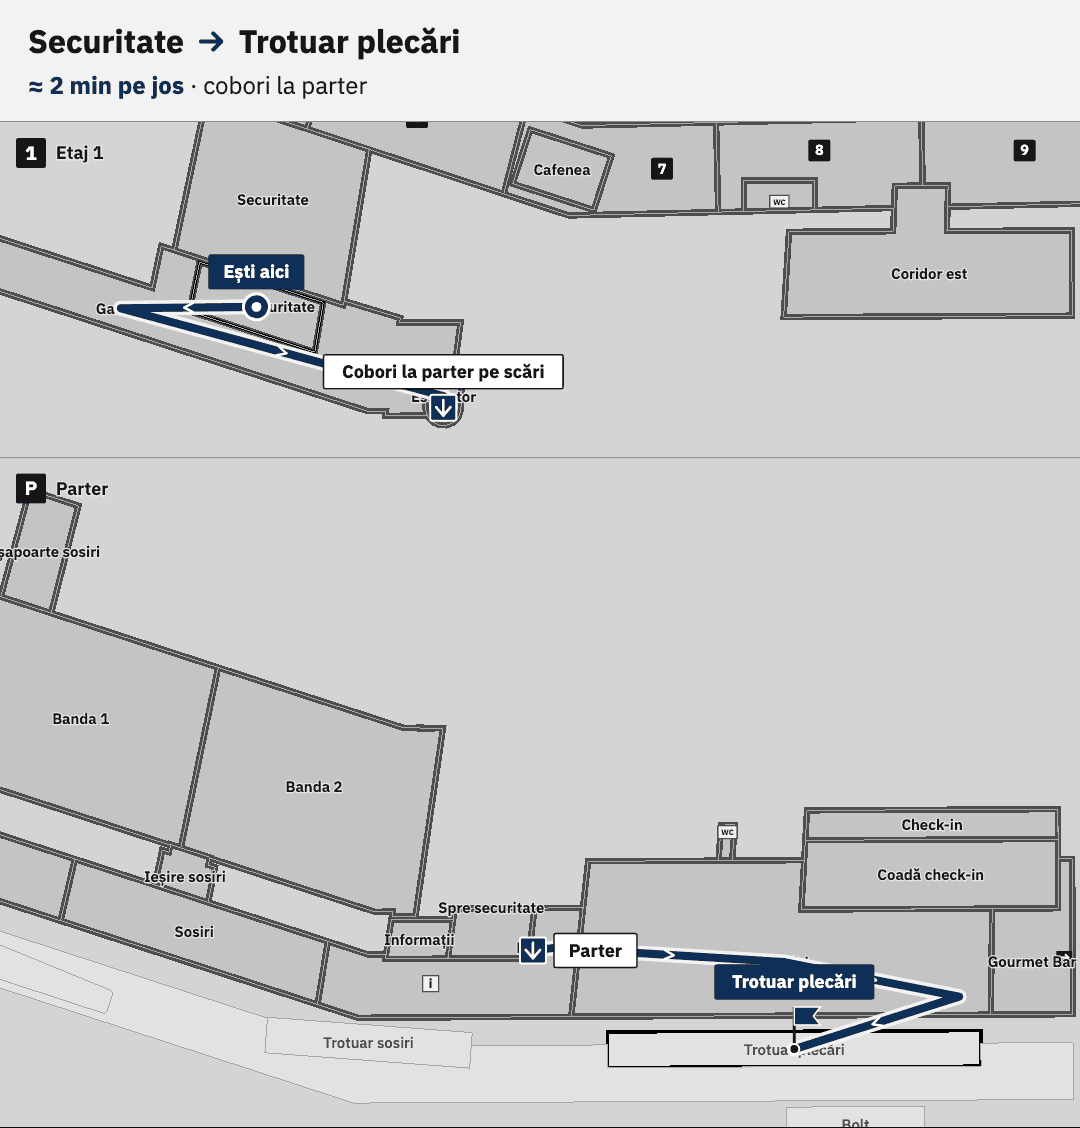 Securitate → Trotuar plecări
≈ 2 min pe jos · cobori la parter
1 Etaj 1
Cafenea
7
8
9
wc
Securitate
Coridor est
Ești aici
Cobori la parter pe scări
P Parter
Banda 1
Banda 2
wc
Check-in
Coadă check-in
Ieșire sosiri
Spre securitate
Sosiri
Informații
Parter
Gourmet Bar
Trotuar plecări
i
Trotuar sosiri
Bolt